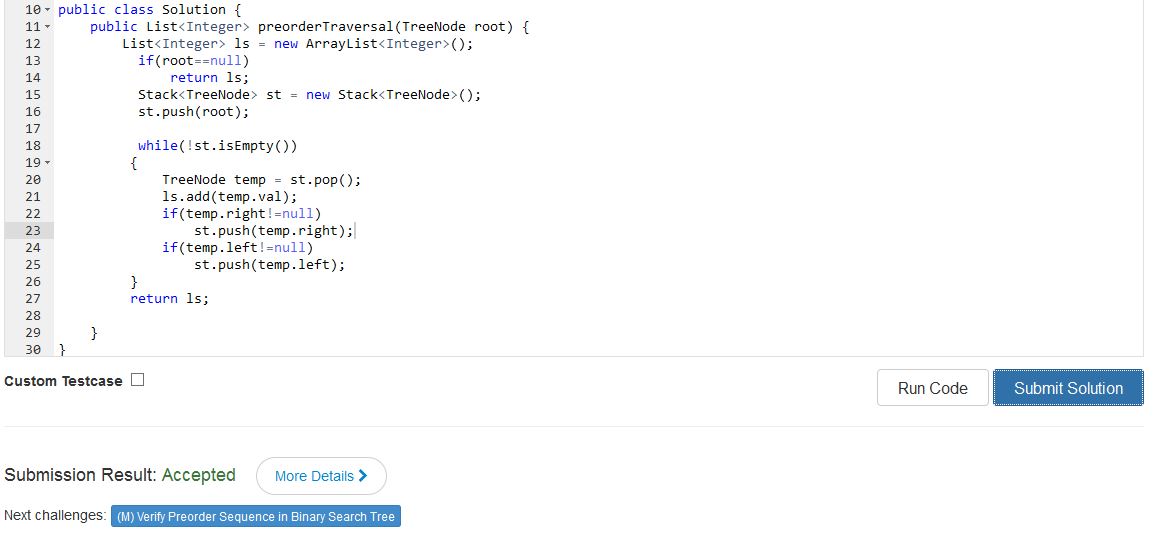 10 public class Solution {
11 public List<Integer> preorderTraversal(TreeNode root) {
12 List<Integer> ls = new ArrayList<Integer>();
13 if(root==null)
14 return ls;
15 Stack<TreeNode> st = new Stack<TreeNode>();
16 st.push(root);
17
18 while(!st.isEmpty())
19 {
20 TreeNode temp = st.pop();
21 ls.add(temp.val);
22 if(temp.right!=null)
23 st.push(temp.right);
24 if(temp.left!=null)
25 st.push(temp.left);
26 }
27 return ls;
28
29 }
30 }
Custom Testcase
Run Code Submit Solution
Submission Result: Accepted More Details
Next challenges: (M) Verify Preorder Sequence in Binary Search Tree